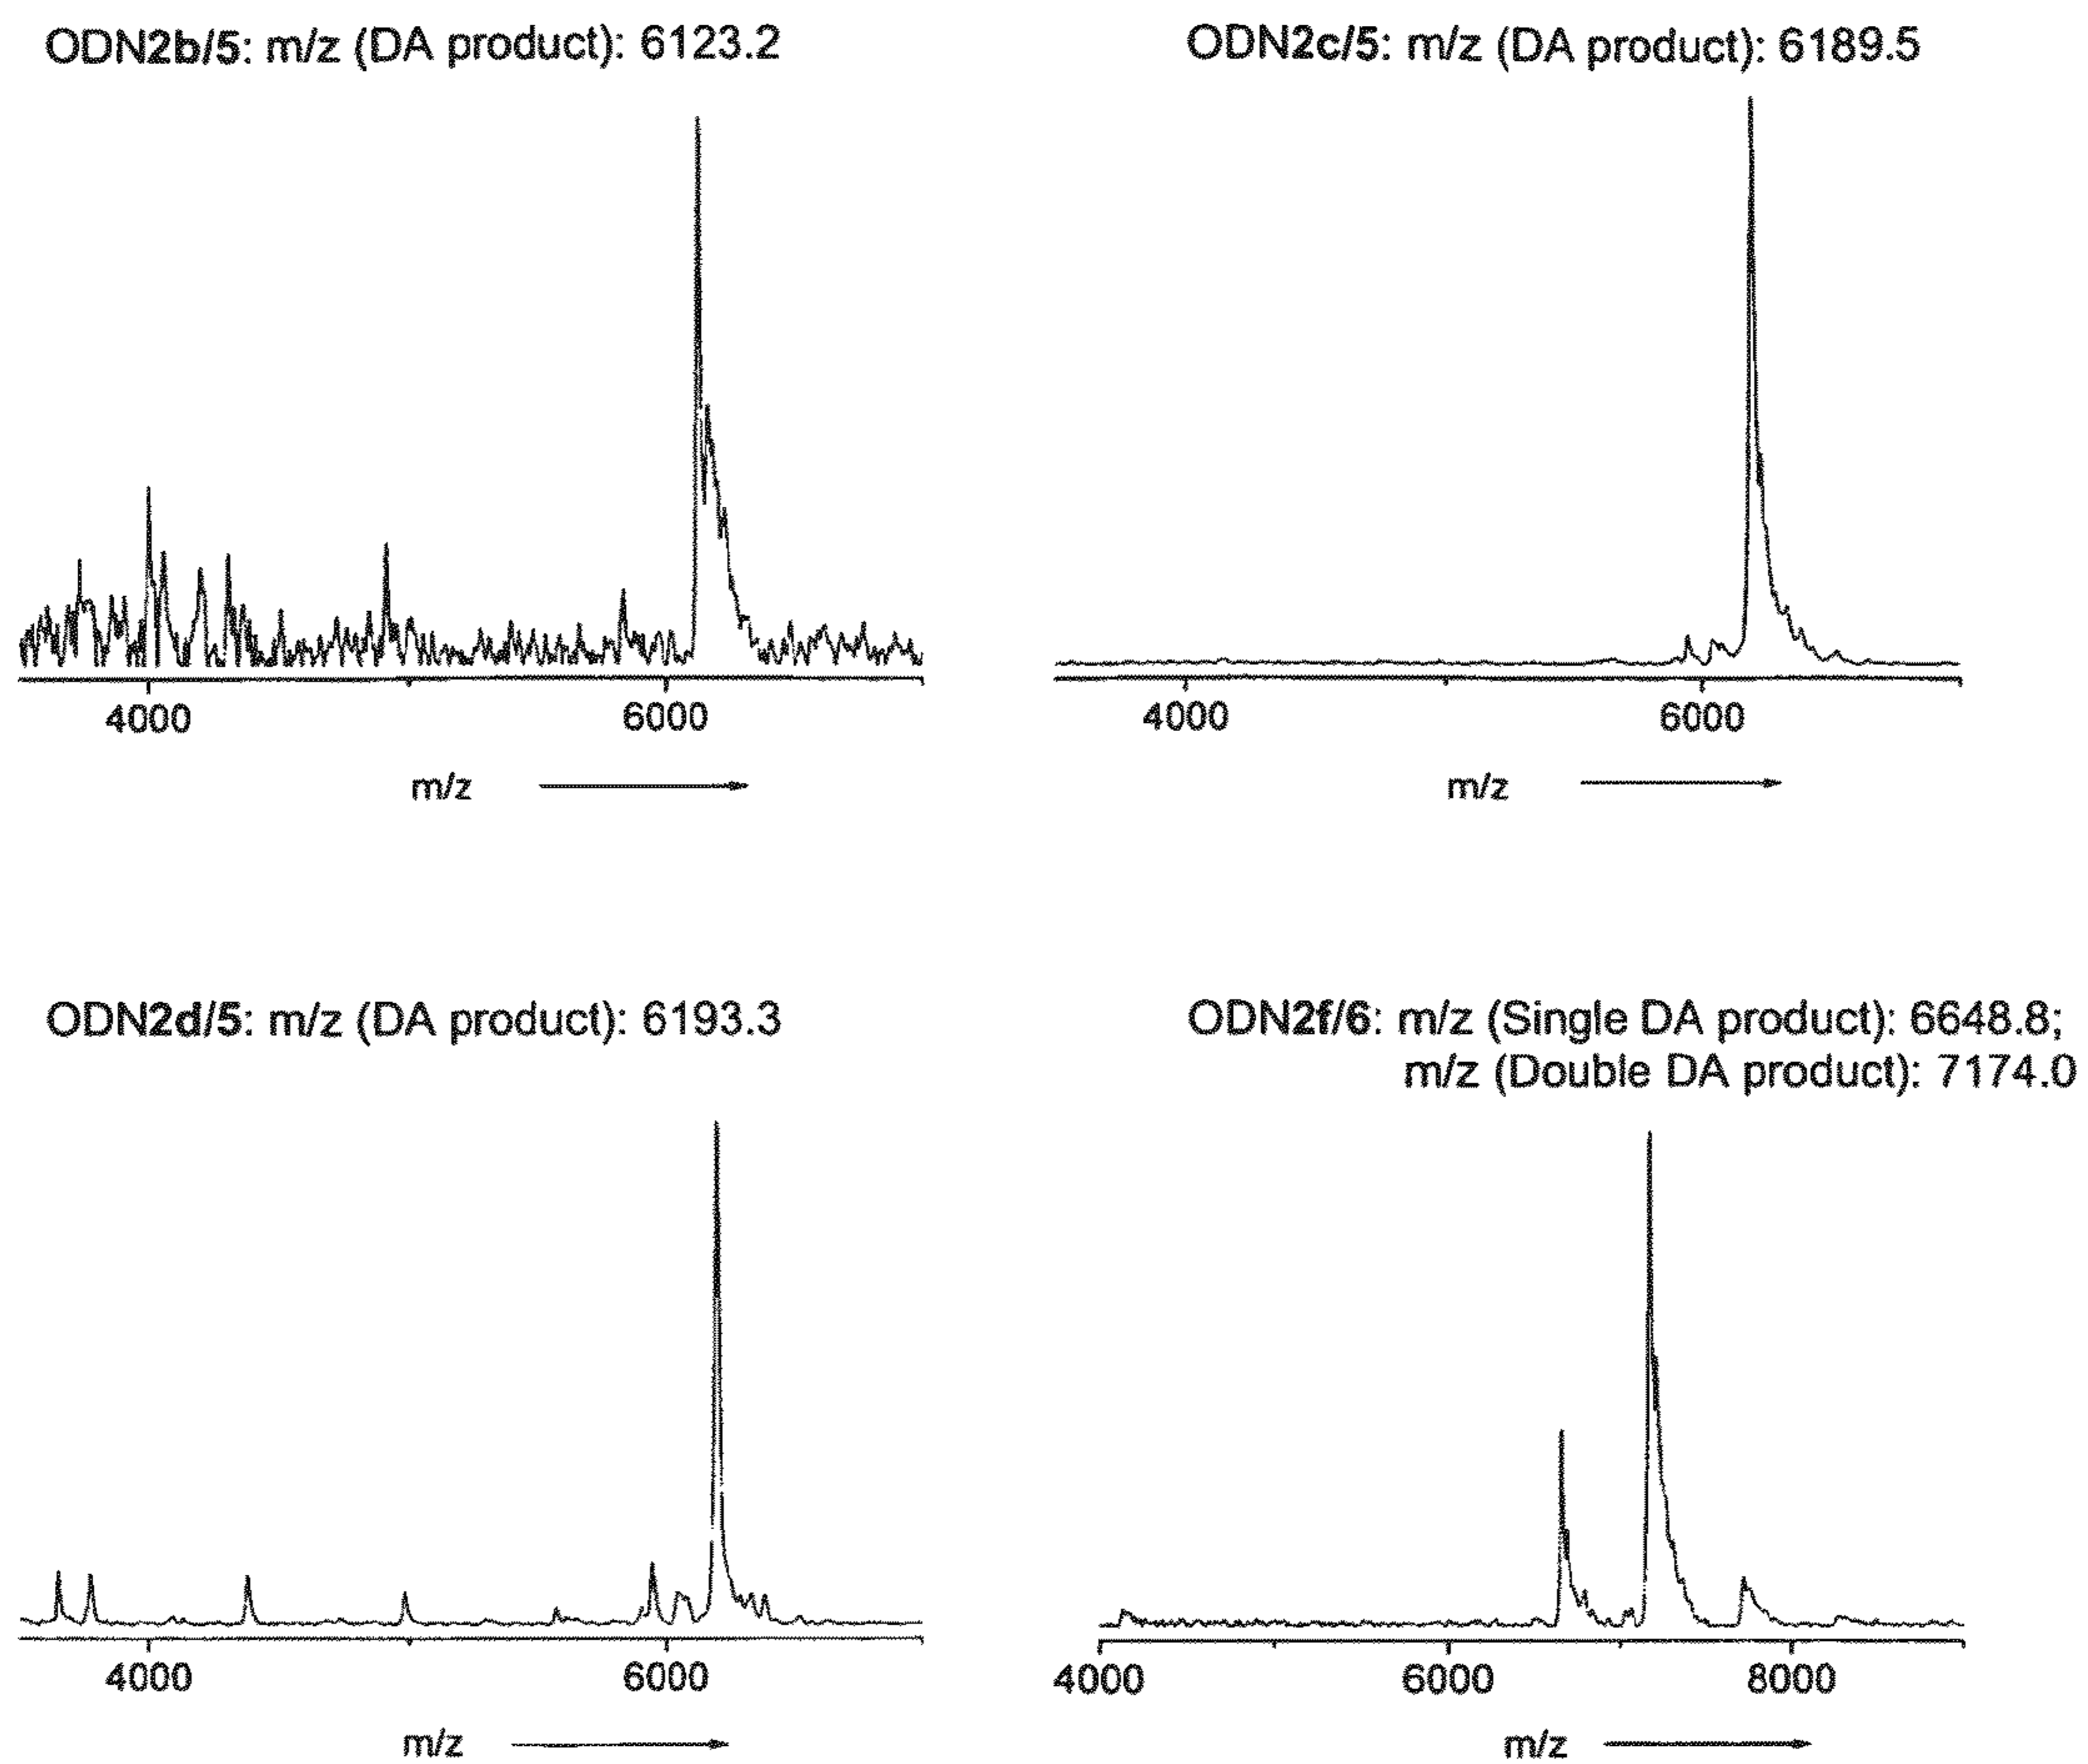 ODN2b/5: m/z (DA product): 6123.2
4000 6000
m/z
ODN2c/5: m/z (DA product): 6189.5
4000 6000
m/z
ODN2d/5: m/z (DA product): 6193.3
4000 6000
m/z
ODN2f/6: m/z (Single DA product): 6648.8;
m/z (Double DA product): 7174.0
4000 6000 8000
m/z